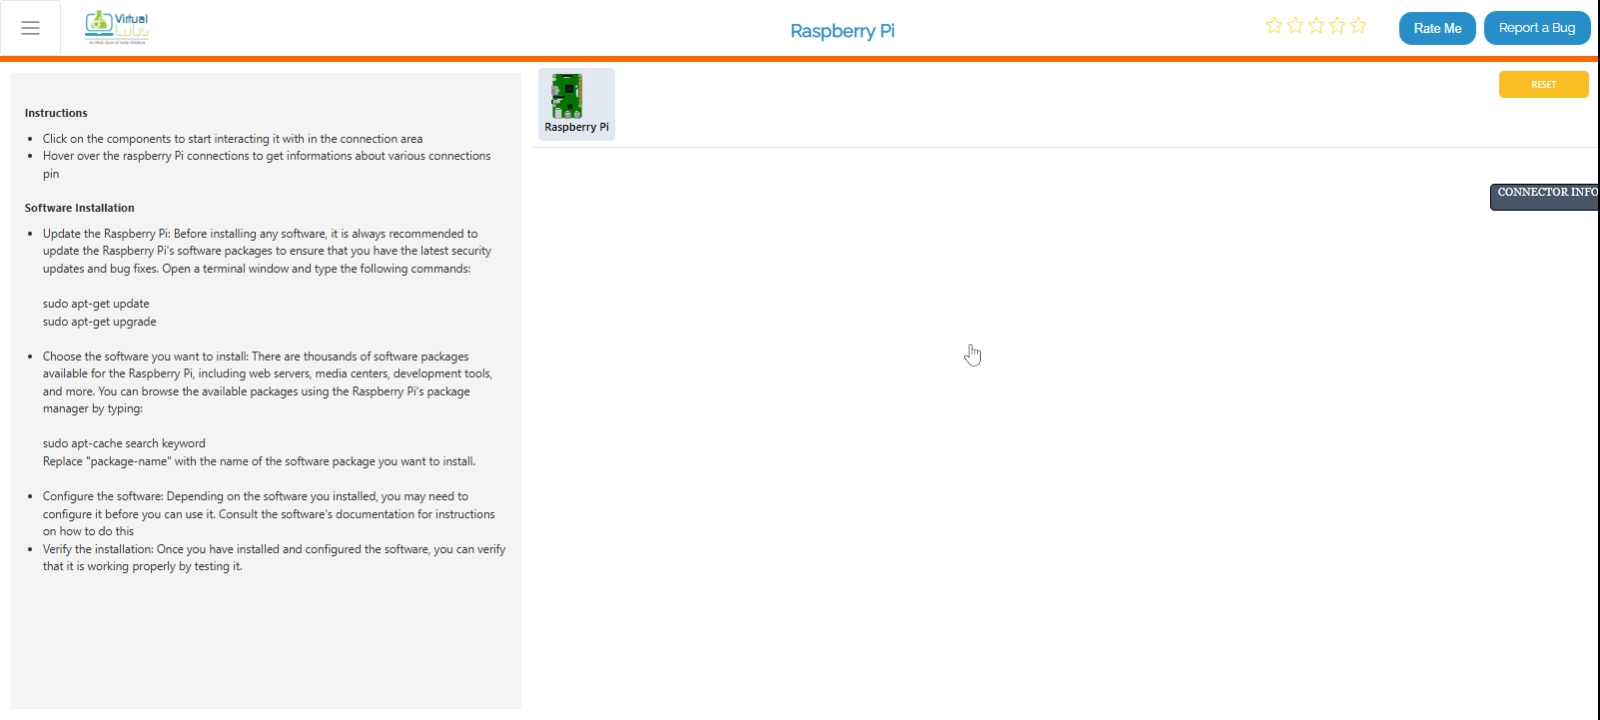 Virtual
Labs
Raspberry Pi
Rate Me
Report a Bug
Instructions
Click on the components to start interacting it with in the connection area
Hover over the raspberry Pi connections to get informations about various connections
pin
Software Installation
Update the Raspberry Pi: Before installing any software, it is always recommended to
update the Raspberry Pi's software packages to ensure that you have the latest security
updates and bug fixes. Open a terminal window and type the following commands:
sudo apt-get update
sudo apt-get upgrade
Choose the software you want to install: There are thousands of software packages
available for the Raspberry Pi, including web servers, media centers, development tools,
and more. You can browse the available packages using the Raspberry Pi's package
manager by typing:
sudo apt-cache search keyword
Replace "package-name" with the name of the software package you want to install.
Configure the software: Depending on the software you installed, you may need to
configure it before you can use it. Consult the software's documentation for instructions
on how to do this
Verify the installation: Once you have installed and configured the software, you can verify
that it is working properly by testing it.
Raspberry Pi
RESET
CONNECTOR INFO